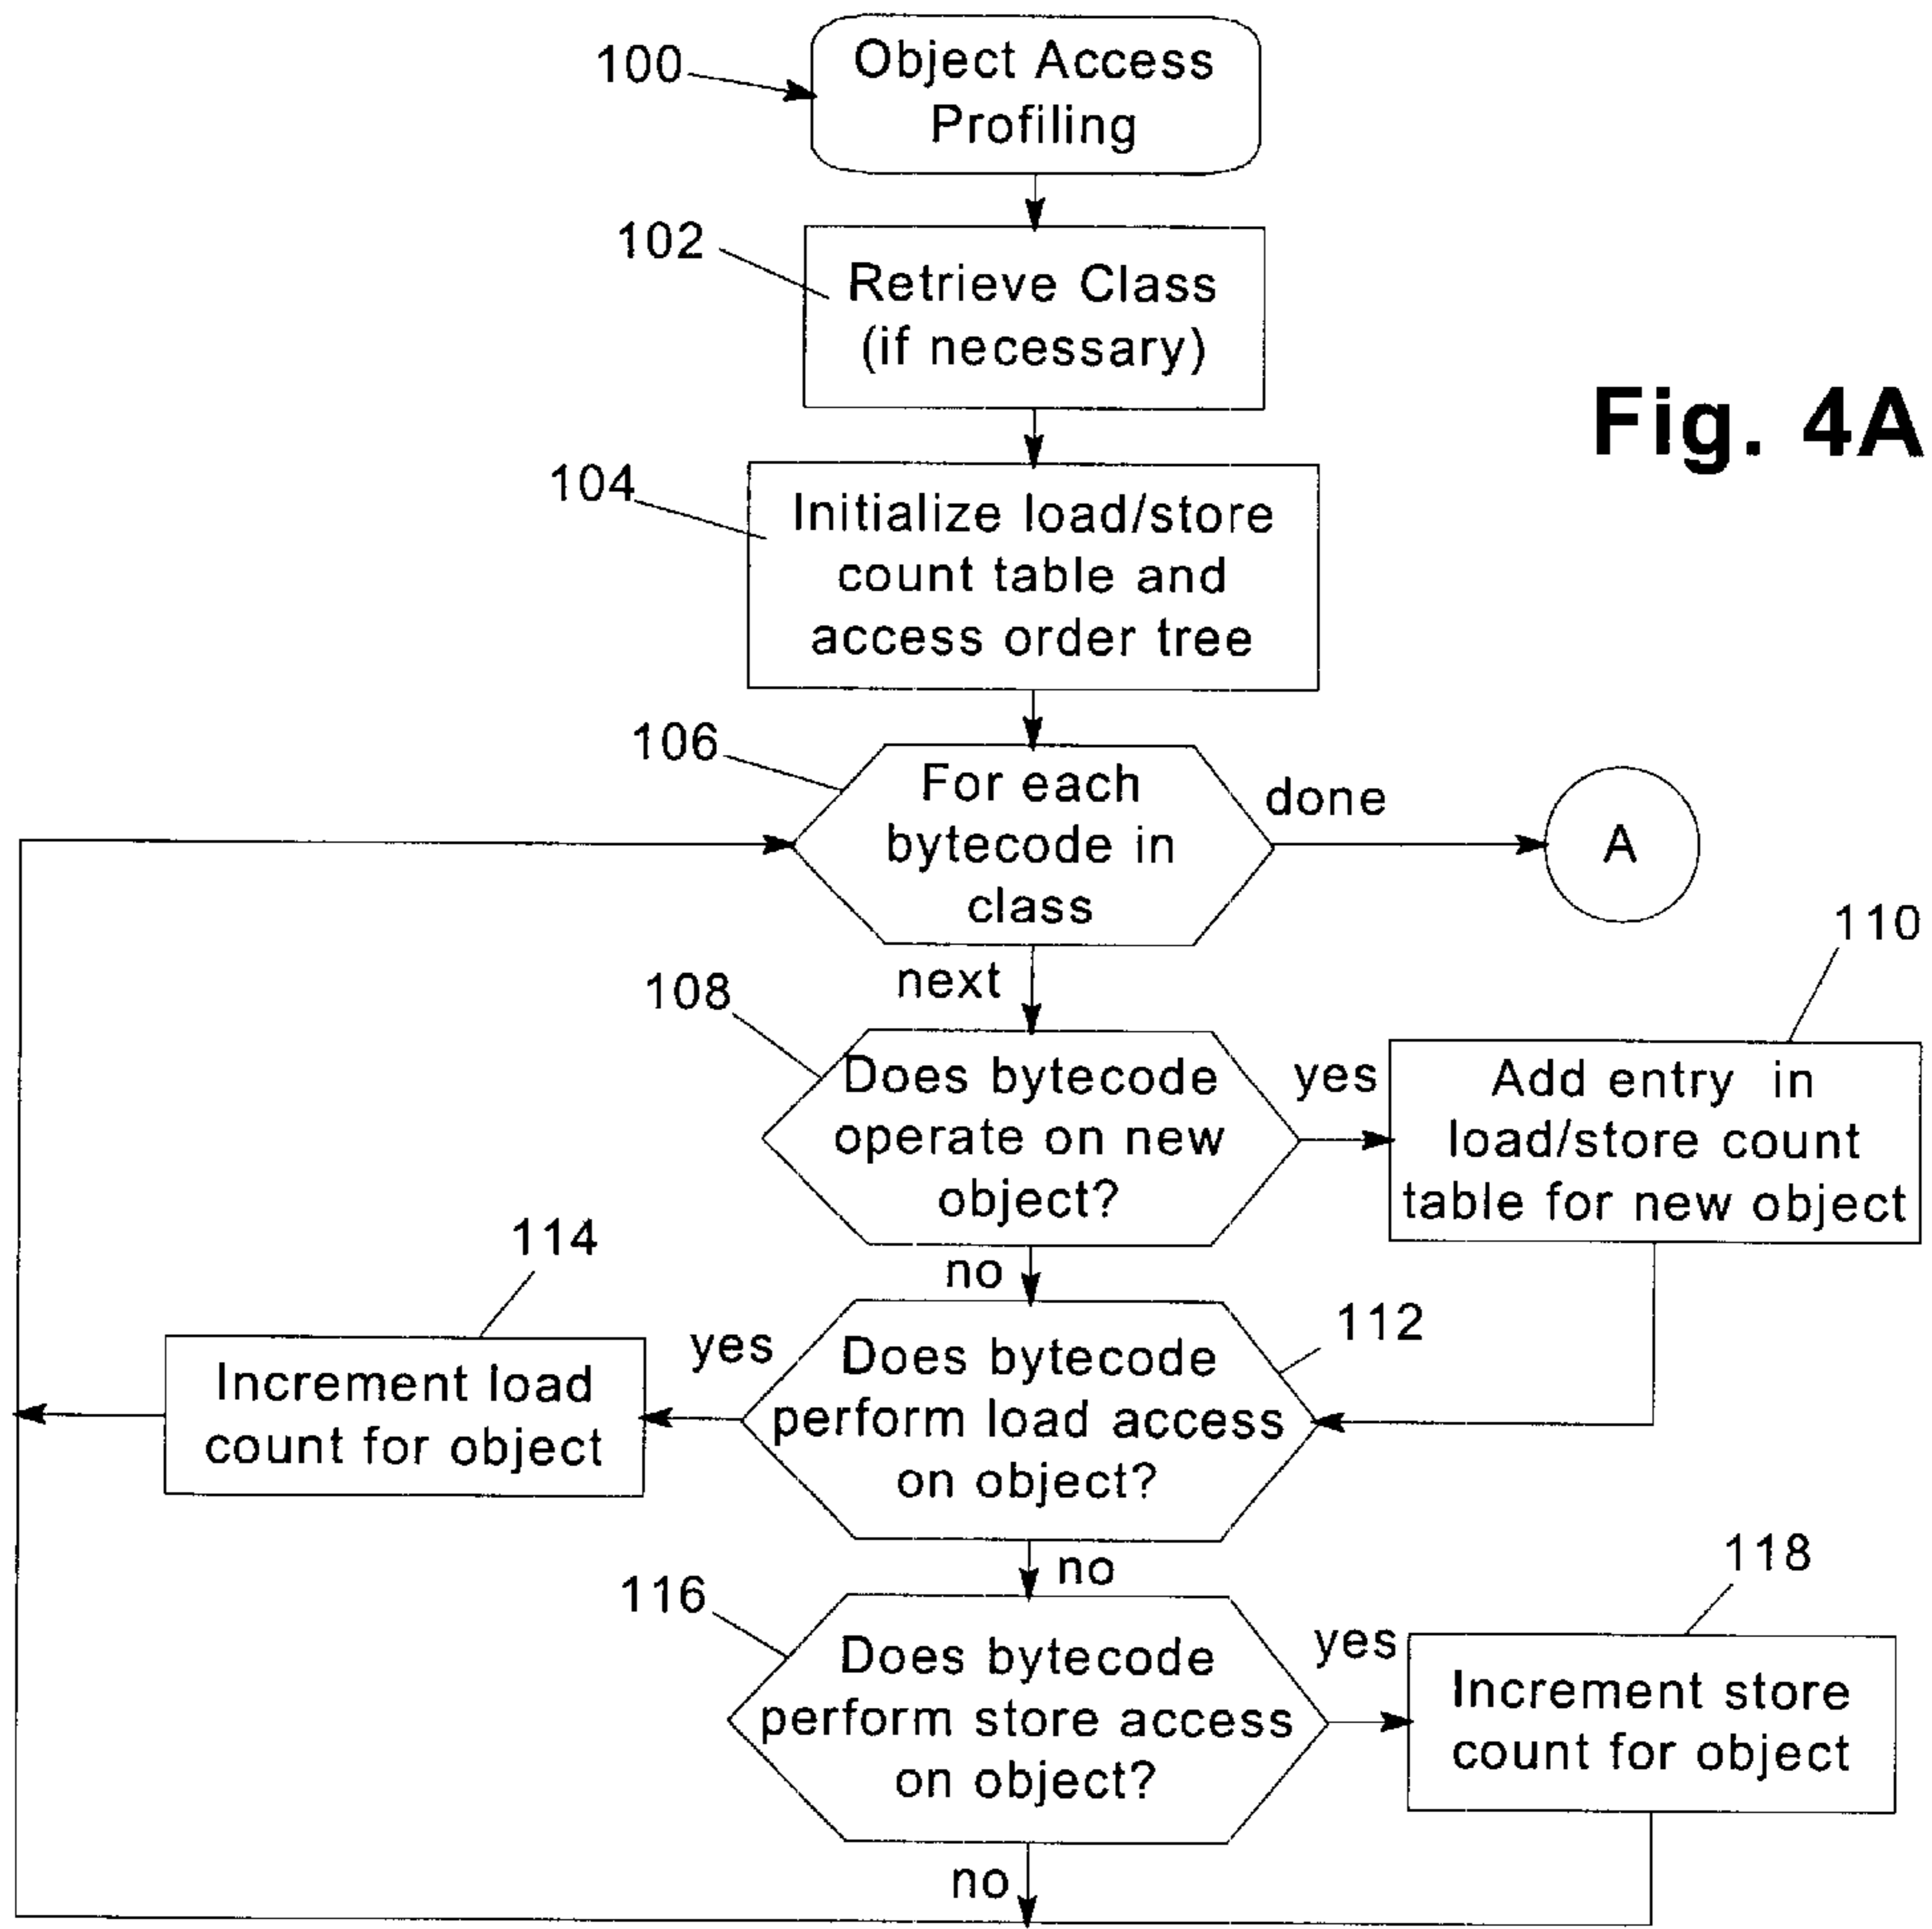 100
Object Access
Profiling
102
Retrieve Class
(if necessary)
Fig. 4A
104
Initialize load/store
count table and
access order tree
106
For each
bytecode in
class
done
A
next
108
Does bytecode
operate on new
object?
yes
110
Add entry in
load/store count
table for new object
no
112
Does bytecode
perform load access
on object?
yes
114
Increment load
count for object
no
116
Does bytecode
perform store access
on object?
yes
118
Increment store
count for object
no